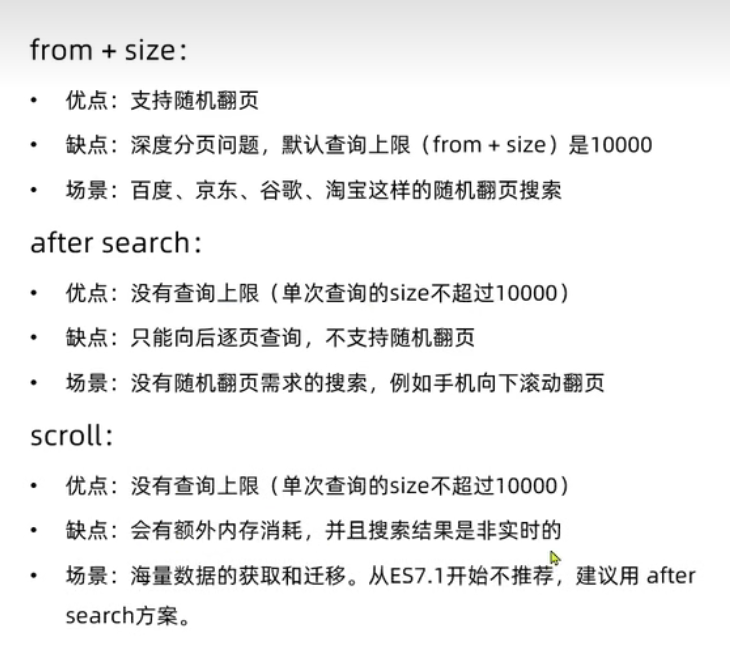 from + size：
• 优点：支持随机翻页
• 缺点：深度分页问题，默认查询上限（from + size）是10000
• 场景：百度、京东、谷歌、淘宝这样的随机翻页搜索
after search：
• 优点：没有查询上限（单次查询的size不超过10000）
• 缺点：只能向后逐页查询，不支持随机翻页
• 场景：没有随机翻页需求的搜索，例如手机向下滚动翻页
scroll：
• 优点：没有查询上限（单次查询的size不超过10000）
• 缺点：会有额外内存消耗，并且搜索结果是非实时的
• 场景：海量数据的获取和迁移。从ES7.1开始不推荐，建议用 after
search方案。